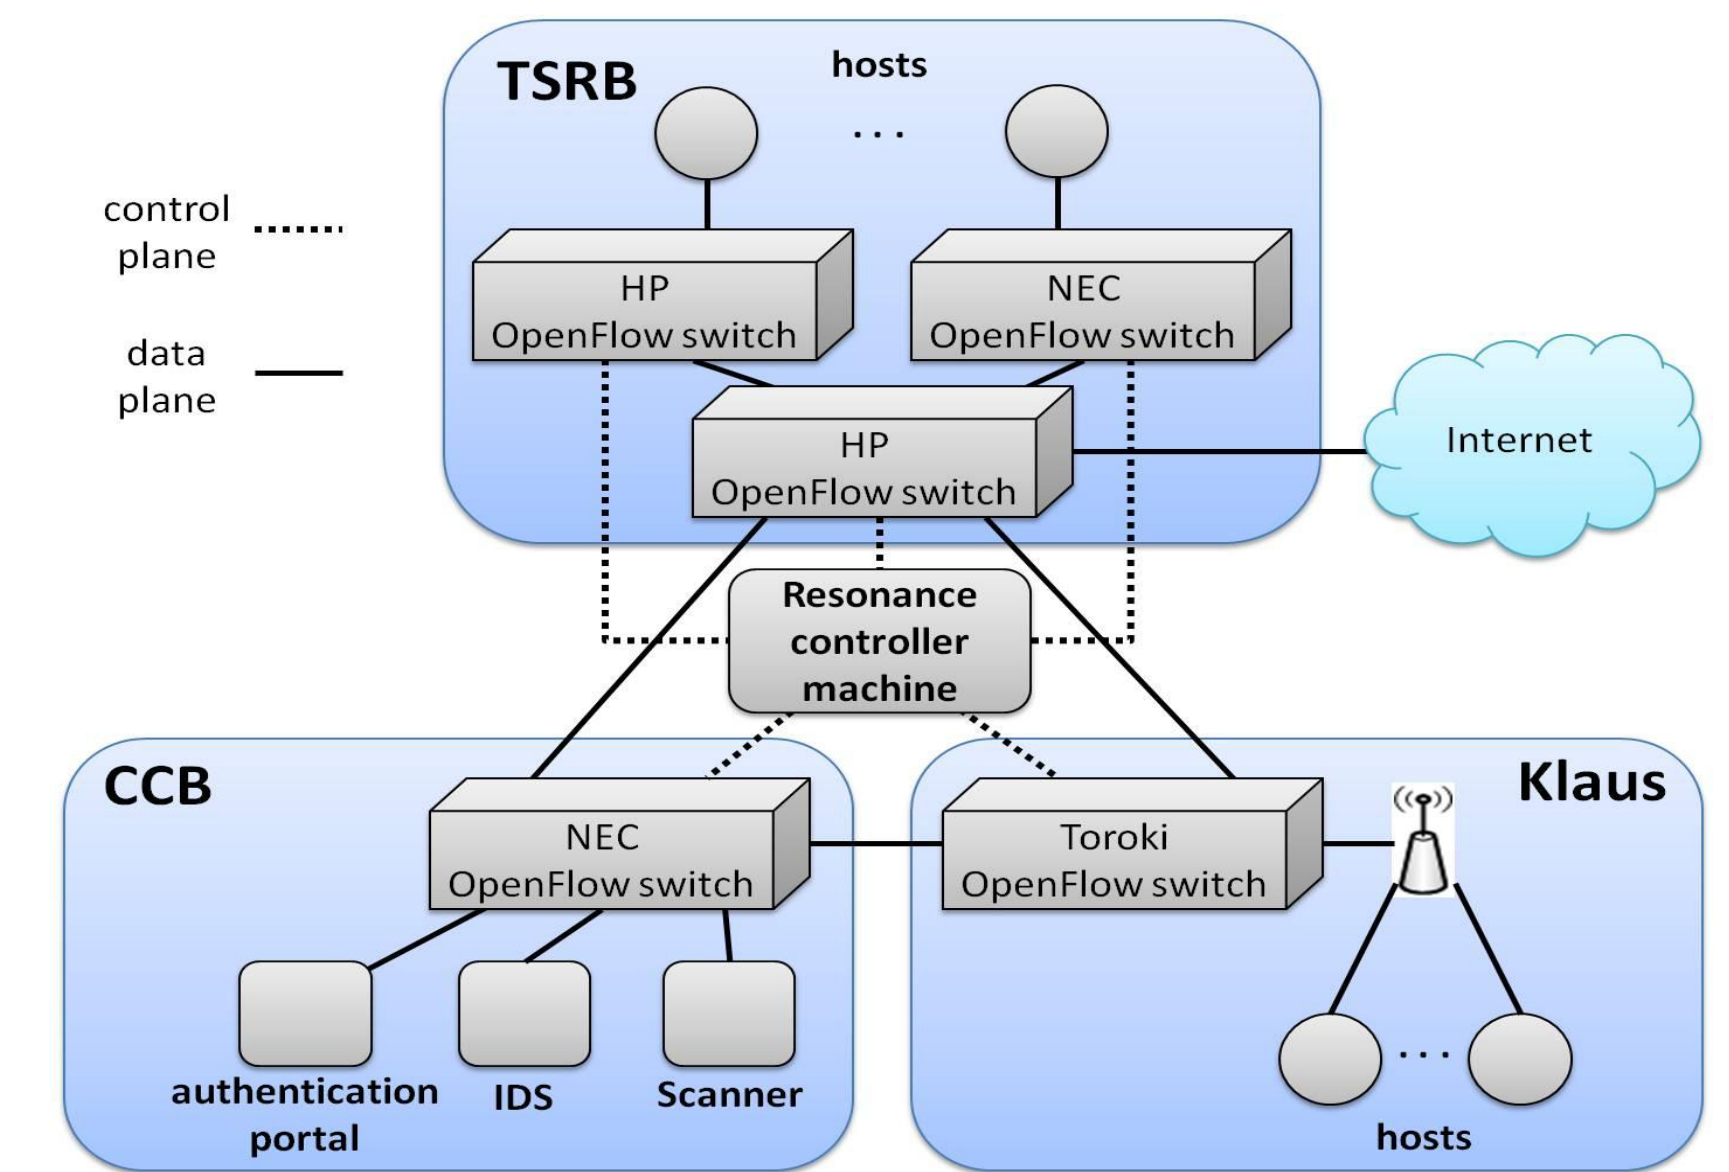 TSRB
hosts
. . .
control
plane
data
plane
HP
OpenFlow switch
NEC
OpenFlow switch
HP
OpenFlow switch
Internet
Resonance
controller
machine
CCB
Klaus
NEC
OpenFlow switch
Toroki
OpenFlow switch
authentication
portal
IDS
Scanner
. . .
hosts